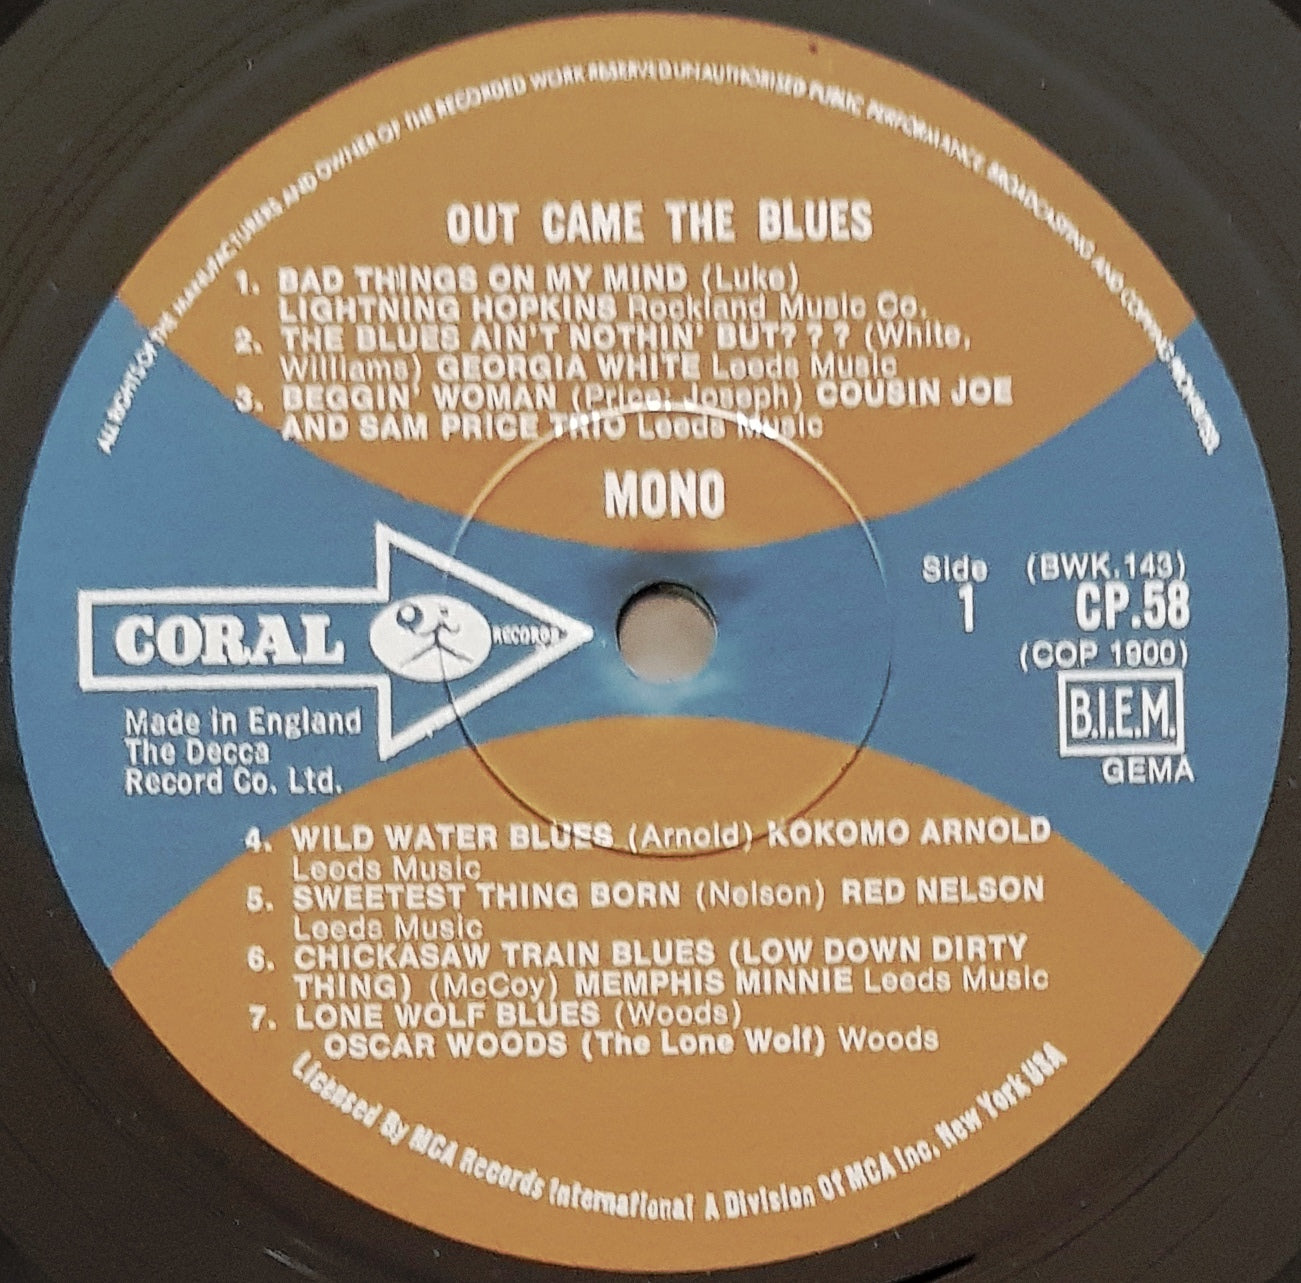 ALL RIGHTS OF THE MANUFACTURERS AND OWNER OF THE RECORDED WORK RESERVED UNAUTHORISED PUBLIC PERFORMANCE BROADCASTING AND COPYING PROHIBITED
OUT CAME THE BLUES
1. BAD THINGS ON MY MIND (Luke)
LIGHTNING HOPKINS Rockland Music Co.
2. THE BLUES AIN'T NOTHIN' BUT? ? ? (White,
Williams) GEORGIA WHITE Leeds Music
3. BEGGIN' WOMAN (Price; Joseph) COUSIN JOE
AND SAM PRICE TRIO Leeds Music
MONO
CORAL RECORDS
Made in England
The Decca
Record Co. Ltd.
Side (BWK.143)
1 CP.58
(COP 1900)
B.I.E.M.
GEMA
4. WILD WATER BLUES (Arnold) KOKOMO ARNOLD
Leeds Music
5. SWEETEST THING BORN (Nelson) RED NELSON
Leeds Music
6. CHICKASAW TRAIN BLUES (LOW DOWN DIRTY
THING) (McCoy) MEMPHIS MINNIE Leeds Music
7. LONE WOLF BLUES (Woods)
OSCAR WOODS (The Lone Wolf) Woods
Licensed By MCA Records International A Division Of MCA Inc. New York USA